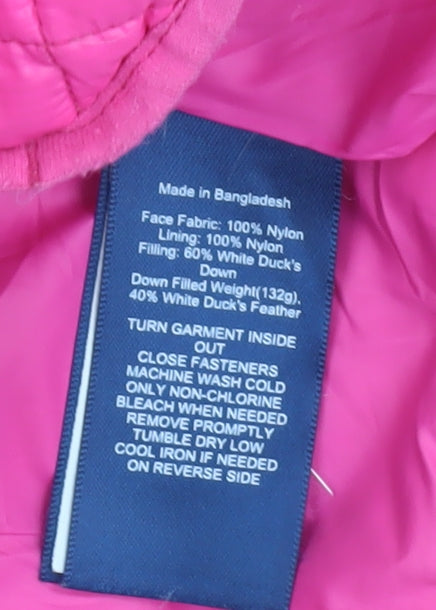 Made in Bangladesh
Face Fabric: 100% Nylon
Lining: 100% Nylon
Filling: 60% White Duck's
Down
Down Filled Weight(132g),
40% White Duck's Feather
TURN GARMENT INSIDE
OUT
CLOSE FASTENERS
MACHINE WASH COLD
ONLY NON-CHLORINE
BLEACH WHEN NEEDED
REMOVE PROMPTLY
TUMBLE DRY LOW
COOL IRON IF NEEDED
ON REVERSE SIDE